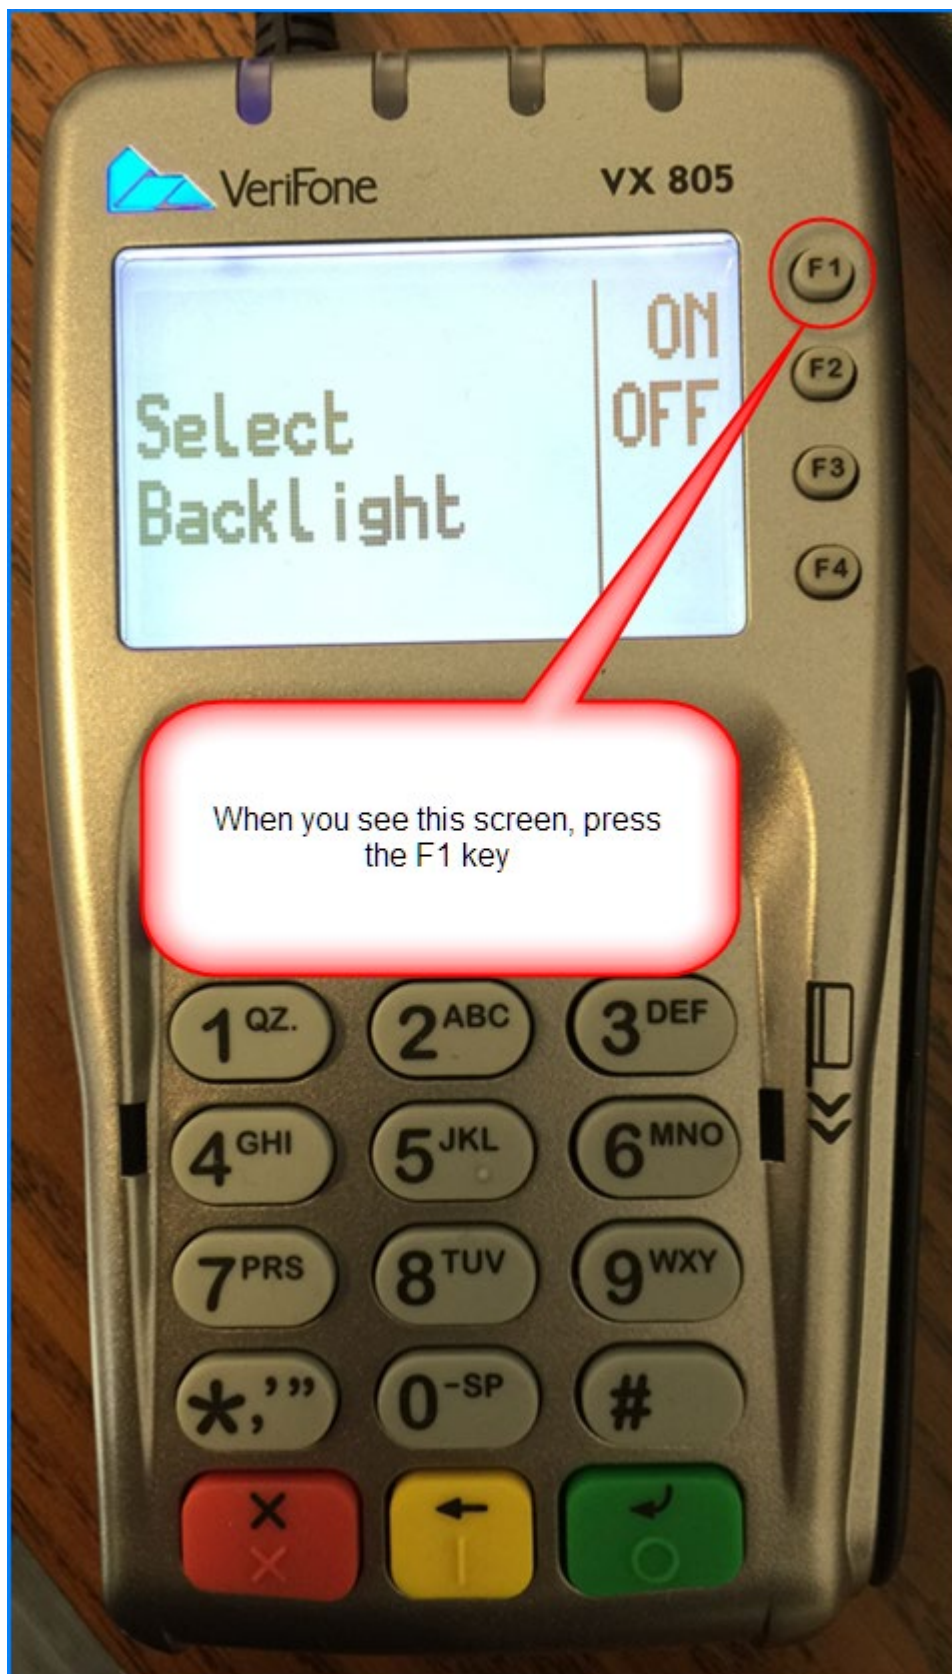 VeriFone
VX 805
F1
ON
F2
OFF
Select
F3
Backlight
F4
When you see this screen, press
the F1 key
1 QZ.
2 ABC
3 DEF
4 GHI
5 JKL
6 MNO
7 PRS
8 TUV
9 WXY
*,'"
0 -SP
#